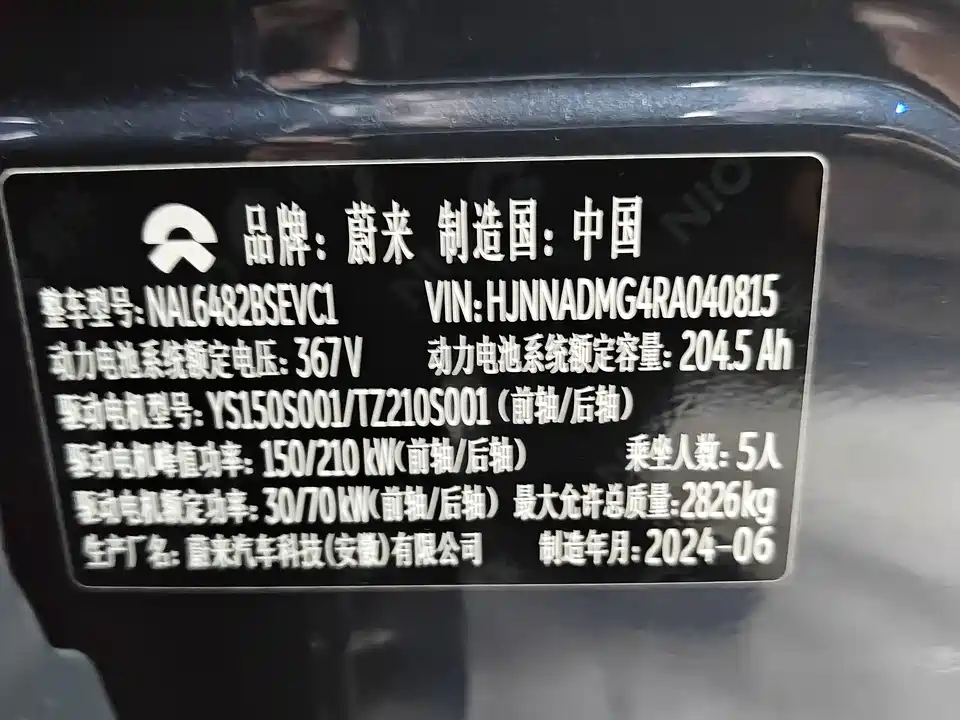 品牌: 蔚来 制造国: 中国
整车型号: NAL6482BSEVC1 VIN: HJNNADMG4RA040815
动力电池系统额定电压: 367V 动力电池系统额定容量: 204.5 Ah
驱动电机型号: YS150S001/TZ210S001 (前轴/后轴)
驱动电机峰值功率: 150/210 kW(前轴/后轴) 乘坐人数: 5人
驱动电机额定功率: 30/70 kW(前轴/后轴) 最大允许总质量: 2826kg
生产厂名: 蔚来汽车科技(安徽)有限公司 制造年月: 2024-06
NIO